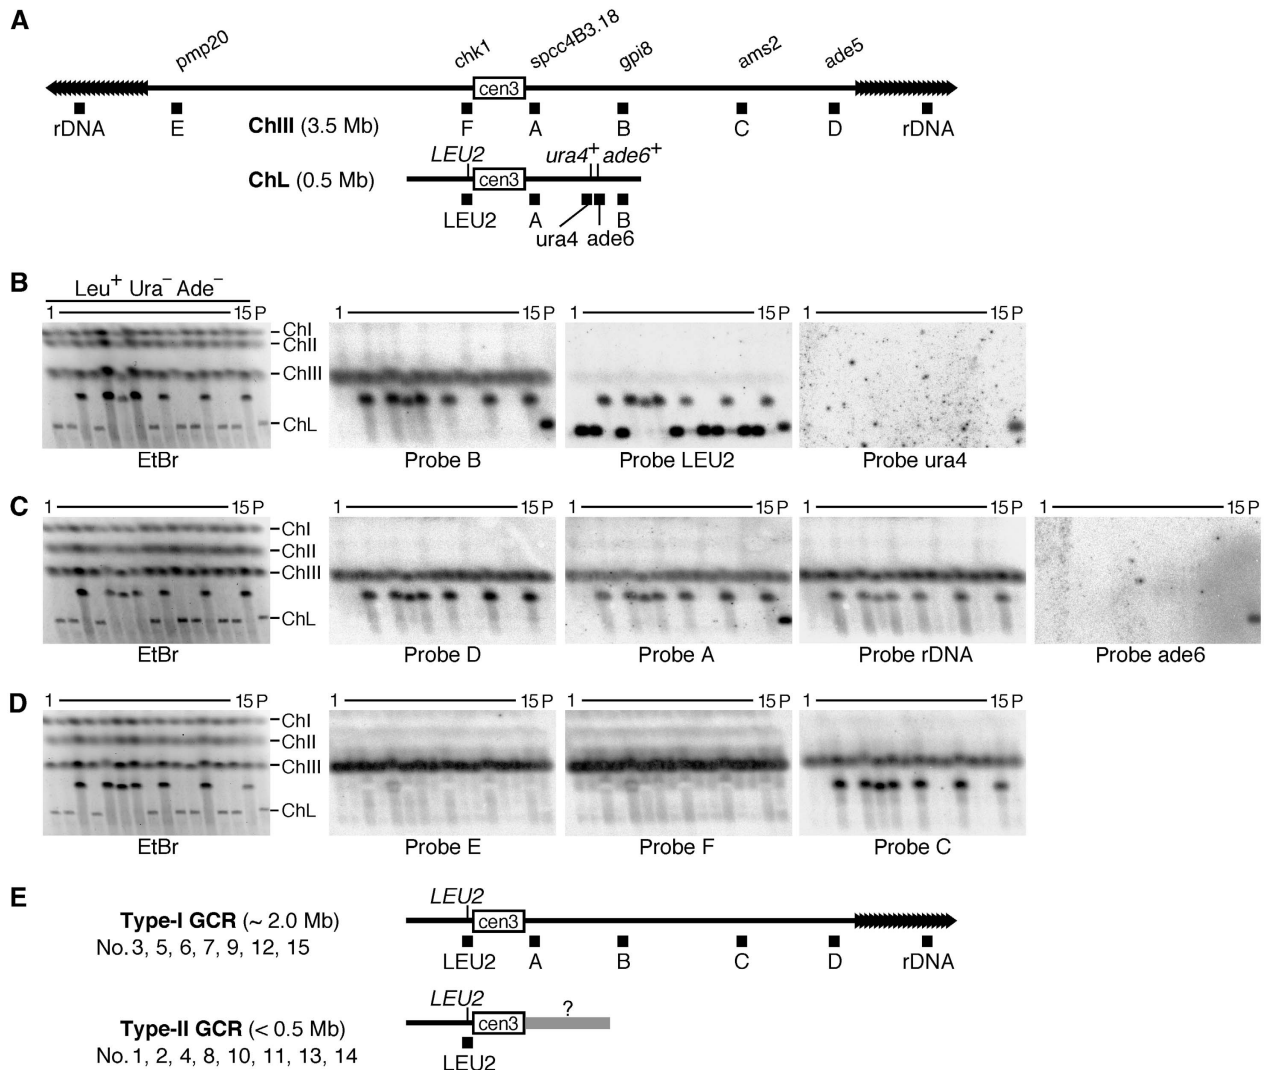 A
pmp20 chk1 spcc4B3.18 gpi8 ams2 ade5
cen3
rDNA E ChIII (3.5 Mb) F A B C D rDNA
LEU2 ura4+ ade6+
ChL (0.5 Mb) cen3
LEU2 A B
ura4 ade6
B
Leu+ Ura− Ade−
1 15 P 1 15 P 1 15 P 1 15 P
ChI
ChII
ChIII
ChL
EtBr Probe B Probe LEU2 Probe ura4
C
1 15 P 1 15 P 1 15 P 1 15 P 1 15 P
ChI
ChII
ChIII
ChL
EtBr Probe D Probe A Probe rDNA Probe ade6
D
1 15 P 1 15 P 1 15 P 1 15 P
ChI
ChII
ChIII
ChL
EtBr Probe E Probe F Probe C
E
LEU2
Type-I GCR (~ 2.0 Mb) cen3
No. 3, 5, 6, 7, 9, 12, 15
LEU2 A B C D rDNA
LEU2 ?
Type-II GCR (< 0.5 Mb) cen3
No. 1, 2, 4, 8, 10, 11, 13, 14
LEU2